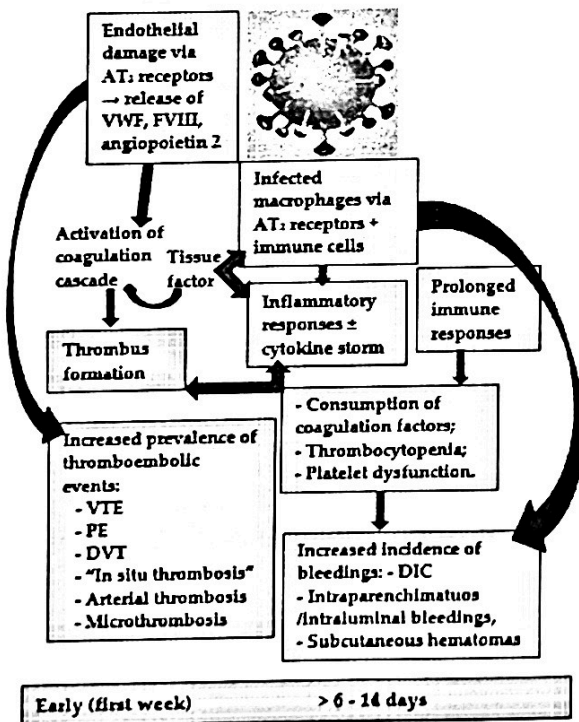 Endothelial
damage via
AT₂ receptors
→ release of
VWF, FVIII,
angiopoietin 2
Infected
macrophages via
AT₂ receptors +
immune cells
Activation of
coagulation
cascade
Tissue
factor
Inflammatory
responses ±
cytokine storm
Prolonged
immune
responses
Thrombus
formation
- Consumption of
coagulation factors;
- Thrombocytopenia;
- Platelet dysfunction.
Increased prevalence of
thromboembolic
events:
- VTE
- PE
- DVT
- "In situ thrombosis"
- Arterial thrombosis
- Microthrombosis
Increased incidence of
bleedings: - DIC
- Intraparenchimatuos
/intraluminal bleedings,
- Subcutaneous hematomas
Early (first week) > 6 - 14 days